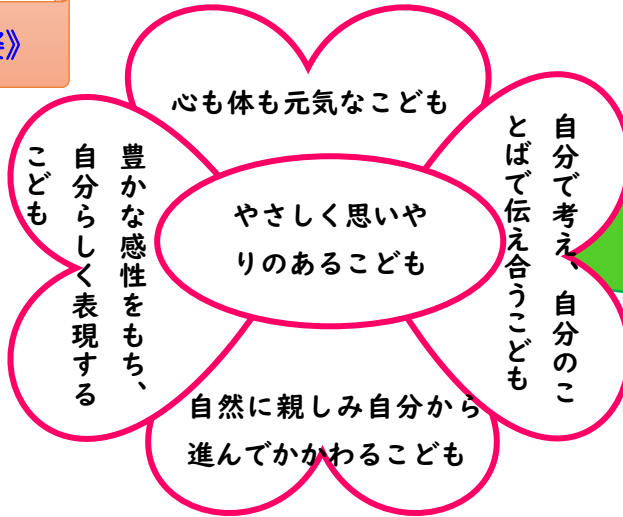 》
心も体も元気なこども
自分で考え、自分のこ
とばで伝え合うこども
豊かな感性をもち、
自分らしく表現する
こども
やさしく思いや
りのあるこども
自然に親しみ自分から
進んでかかわるこども